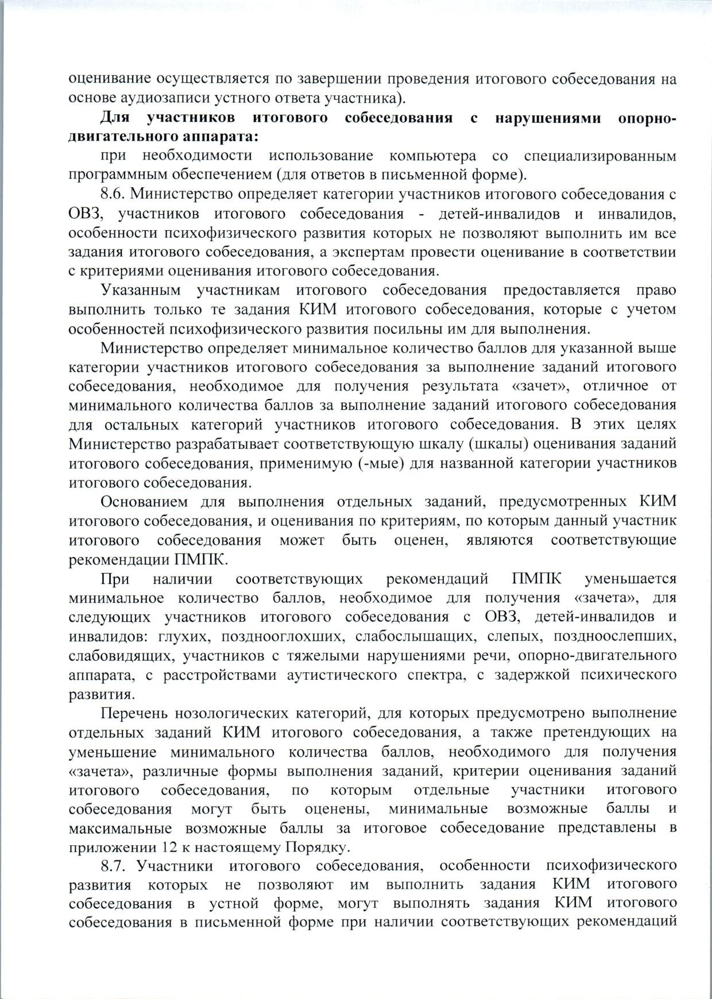 оценивание осуществляется по завершении проведения итогового собеседования на
основе аудиозаписи устного ответа участника).
Для участников итогового собеседования с нарушениями опорно-
двигательного аппарата:
при необходимости использование компьютера со специализированным
программным обеспечением (для ответов в письменной форме).
8.6. Министерство определяет категории участников итогового собеседования с
ОВЗ, участников итогового собеседования - детей-инвалидов и инвалидов,
особенности психофизического развития которых не позволяют выполнить им все
задания итогового собеседования, а экспертам провести оценивание в соответствии
с критериями оценивания итогового собеседования.
Указанным участникам итогового собеседования предоставляется право
выполнить только те задания КИМ итогового собеседования, которые с учетом
особенностей психофизического развития посильны им для выполнения.
Министерство определяет минимальное количество баллов для указанной выше
категории участников итогового собеседования за выполнение заданий итогового
собеседования, необходимое для получения результата «зачет», отличное от
минимального количества баллов за выполнение заданий итогового собеседования
для остальных категорий участников итогового собеседования. В этих целях
Министерство разрабатывает соответствующую шкалу (шкалы) оценивания заданий
итогового собеседования, применимую (-мые) для названной категории участников
итогового собеседования.
Основанием для выполнения отдельных заданий, предусмотренных КИМ
итогового собеседования, и оценивания по критериям, по которым данный участник
итогового собеседования может быть оценен, являются соответствующие
рекомендации ПМПК.
При наличии соответствующих рекомендаций ПМПК уменьшается
минимальное количество баллов, необходимое для получения «зачета», для
следующих участников итогового собеседования с ОВЗ, детей-инвалидов и
инвалидов: глухих, позднооглохших, слабослышащих, слепых, поздноослепших,
слабовидящих, участников с тяжелыми нарушениями речи, опорно-двигательного
аппарата, с расстройствами аутистического спектра, с задержкой психического
развития.
Перечень нозологических категорий, для которых предусмотрено выполнение
отдельных заданий КИМ итогового собеседования, а также претендующих на
уменьшение минимального количества баллов, необходимого для получения
«зачета», различные формы выполнения заданий, критерии оценивания заданий
итогового собеседования, по которым отдельные участники итогового
собеседования могут быть оценены, минимальные возможные баллы и
максимальные возможные баллы за итоговое собеседование представлены в
приложении 12 к настоящему Порядку.
8.7. Участники итогового собеседования, особенности психофизического
развития которых не позволяют им выполнить задания КИМ итогового
собеседования в устной форме, могут выполнять задания КИМ итогового
собеседования в письменной форме при наличии соответствующих рекомендаций